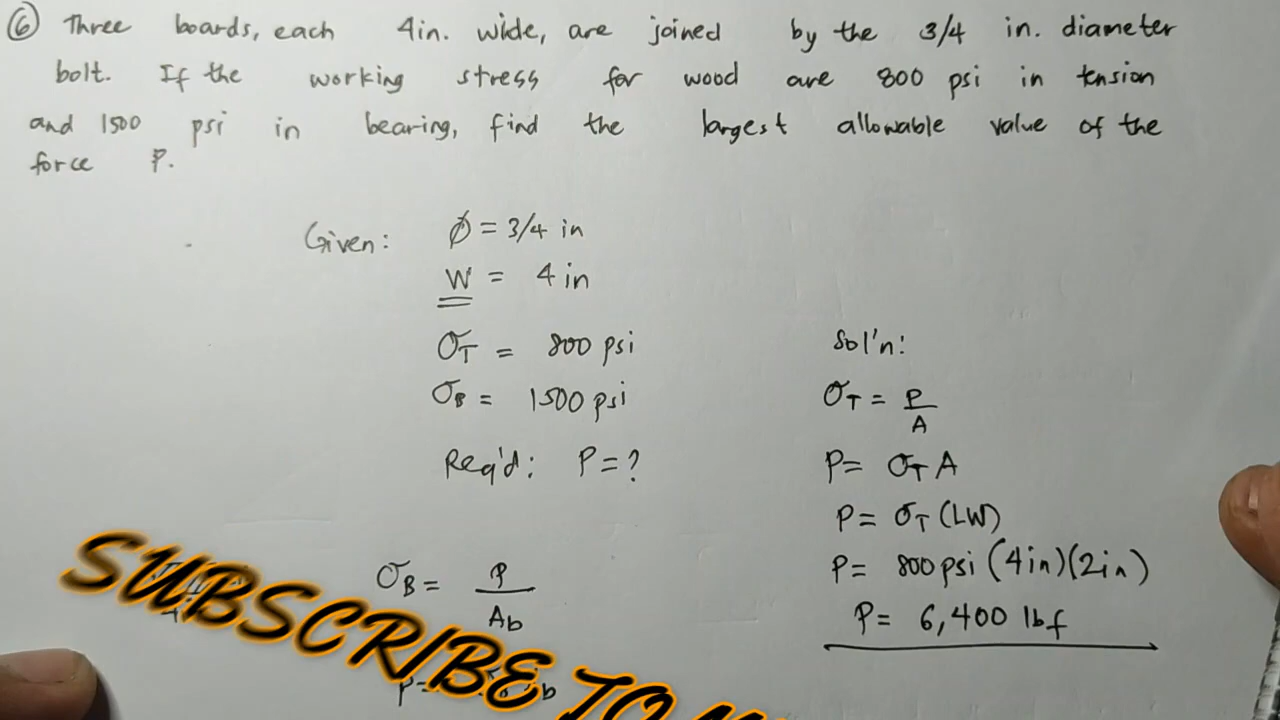 ⑥ Three boards, each 4in. wide, are joined by the 3/4 in. diameter
bolt. If the working stress for wood are 800 psi in tension
and 1500 psi in bearing, find the largest allowable value of the
force P.
Given: ø = 3/4 in
W = 4 in
σT = 800 psi
σB = 1500 psi
Req'd: P = ?
σB = P / Ab
Sol'n:
σT = P / A
P = σT A
P = σT (LW)
P = 800 psi (4in)(2in)
P = 6,400 lbf
SUBSCRIBE TO